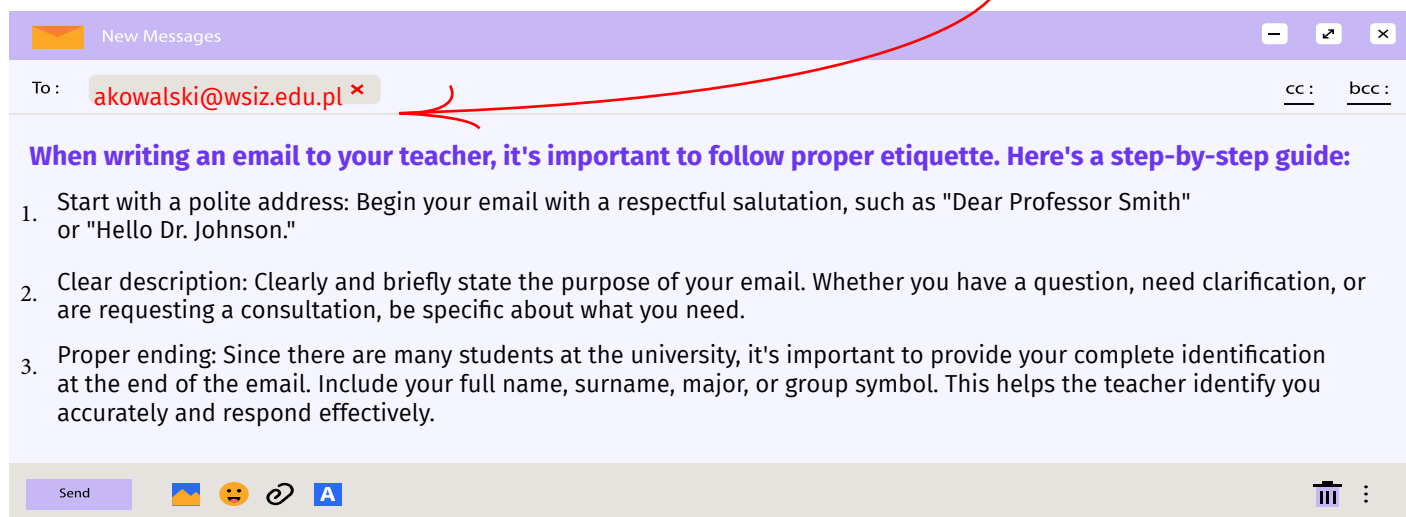 New Messages
To :
akowalski@wsiz.edu.pl
cc :
bcc :
When writing an email to your teacher, it's important to follow proper etiquette. Here's a step-by-step guide:
1. Start with a polite address: Begin your email with a respectful salutation, such as "Dear Professor Smith"
or "Hello Dr. Johnson."
2. Clear description: Clearly and briefly state the purpose of your email. Whether you have a question, need clarification, or
are requesting a consultation, be specific about what you need.
3. Proper ending: Since there are many students at the university, it's important to provide your complete identification
at the end of the email. Include your full name, surname, major, or group symbol. This helps the teacher identify you
accurately and respond effectively.
Send
A